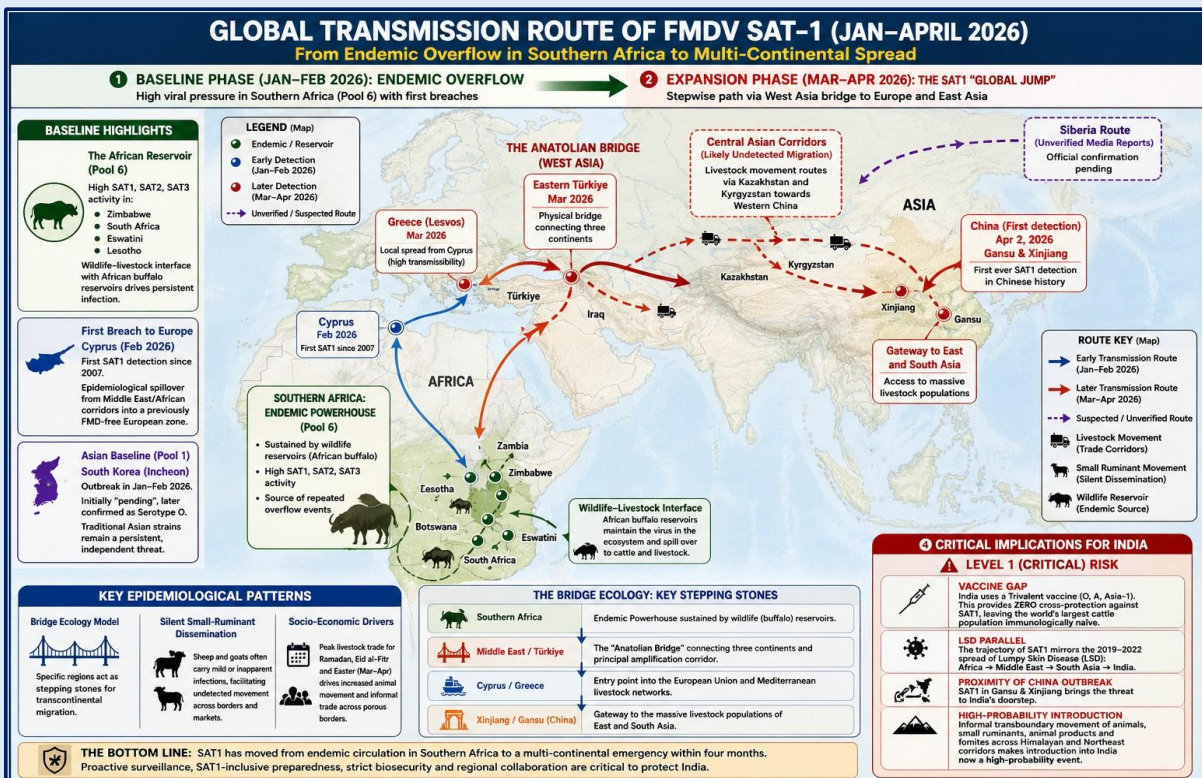 GLOBAL TRANSMISSION ROUTE OF FMDV SAT-1 (JAN–APRIL 2026)
From Endemic Overflow in Southern Africa to Multi-Continental Spread
1 BASELINE PHASE (JAN–FEB 2026): ENDEMIC OVERFLOW
High viral pressure in Southern Africa (Pool 6) with first breaches
2 EXPANSION PHASE (MAR–APR 2026): THE SAT1 "GLOBAL JUMP"
Stepwise path via West Asia bridge to Europe and East Asia
BASELINE HIGHLIGHTS
The African Reservoir
(Pool 6)
High SAT1, SAT2, SAT3
activity in:
● Zimbabwe
● South Africa
● Eswatini
● Lesotho
Wildlife–livestock interface
with African buffalo
reservoirs drives persistent
infection.
First Breach to Europe
Cyprus (Feb 2026)
First SAT1 detection since
2007.
Epidemiological spillover
from Middle East/African
corridors into a previously
FMD-free European zone.
Asian Baseline (Pool 1)
South Korea (Incheon)
Outbreak in Jan–Feb 2026.
Initially "pending", later
confirmed as Serotype O.
Traditional Asian strains
remain a persistent,
independent threat.
LEGEND (Map)
Endemic / Reservoir
Early Detection
(Jan–Feb 2026)
Later Detection
(Mar–Apr 2026)
Unverified / Suspected Route
THE ANATOLIAN BRIDGE
(WEST ASIA)
Eastern Türkiye
Mar 2026
Physical bridge
connecting three
continents
Greece (Lesvos)
Mar 2026
Local spread from Cyprus
(high transmissibility)
Cyprus
Feb 2026
First SAT1 since 2007
Central Asian Corridors
(Likely Undetected Migration)
Livestock movement routes
via Kazakhstan and
Kyrgyzstan towards
Western China
Siberia Route
(Unverified Media Reports)
Official confirmation
pending
ASIA
China (First detection)
Apr 2, 2026
Gansu & Xinjiang
First ever SAT1 detection
in Chinese history
Türkiye
Iraq
Kazakhstan
Kyrgyzstan
Xinjiang
Gansu
Gateway to East
and South Asia
Access to massive
livestock populations
AFRICA
SOUTHERN AFRICA:
ENDEMIC POWERHOUSE
(Pool 6)
• Sustained by wildlife
reservoirs (African buffalo)
• High SAT1, SAT2, SAT3
activity
• Source of repeated
overflow events
Zambia
Zimbabwe
Lesotha
Botswana
Eswatini
South Africa
Wildlife–Livestock Interface
African buffalo reservoirs
maintain the virus in the
ecosystem and spill over
to cattle and livestock.
ROUTE KEY (Map)
Early Transmission Route
(Jan–Feb 2026)
Later Transmission Route
(Mar–Apr 2026)
Suspected / Unverified Route
Livestock Movement
(Trade Corridors)
Small Ruminant Movement
(Silent Dissemination)
Wildlife Reservoir
(Endemic Source)
KEY EPIDEMIOLOGICAL PATTERNS
Bridge Ecology Model
Specific regions act as
stepping stones for
transcontinental
migration.
Silent Small-Ruminant
Dissemination
Sheep and goats often
carry mild or inapparent
infections, facilitating
undetected movement
across borders and
markets.
Socio-Economic Drivers
Peak livestock trade for
Ramadan, Eid al-Fitr
and Easter (Mar–Apr)
drives increased animal
movement and informal
trade across porous
borders.
THE BRIDGE ECOLOGY: KEY STEPPING STONES
Southern Africa
Endemic Powerhouse sustained by wildlife (buffalo) reservoirs.
Middle East / Türkiye
The "Anatolian Bridge" connecting three continents and
principal amplification corridor.
Cyprus / Greece
Entry point into the European Union and Mediterranean
livestock networks.
Xinjiang / Gansu (China)
Gateway to the massive livestock populations of
East and South Asia.
4 CRITICAL IMPLICATIONS FOR INDIA
LEVEL 1 (CRITICAL) RISK
VACCINE GAP
India uses a Trivalent vaccine (O, A, Asia-1).
This provides ZERO cross-protection against
SAT1, leaving the world's largest cattle
population immunologically naive.
LSD PARALLEL
The trajectory of SAT1 mirrors the 2019–2022
spread of Lumpy Skin Disease (LSD):
Africa → Middle East → South Asia → India.
PROXIMITY OF CHINA OUTBREAK
SAT1 in Gansu & Xinjiang brings the threat
to India's doorstep.
HIGH-PROBABILITY INTRODUCTION
Informal transboundary movement of animals,
small ruminants, animal products and
fomites across Himalayan and Northeast
corridors makes introduction into India
now a high-probability event.
THE BOTTOM LINE: SAT1 has moved from endemic circulation in Southern Africa to a multi-continental emergency within four months.
Proactive surveillance, SAT1-inclusive preparedness, strict biosecurity and regional collaboration are critical to protect India.